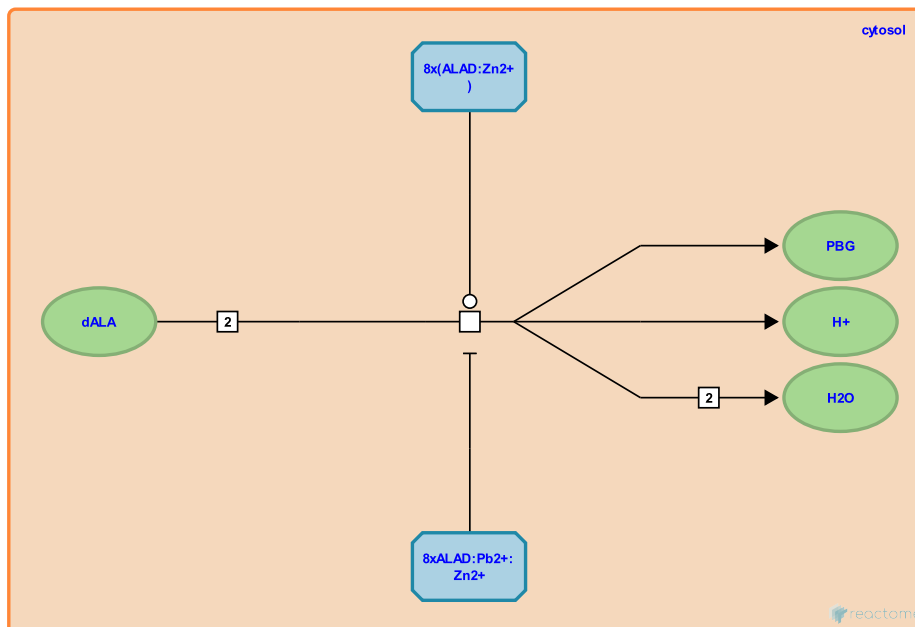 cytosol
8x(ALAD:Zn2+
)
PBG
dALA
2
H+
2
H2O
8xALAD:Pb2+:
Zn2+
reactome